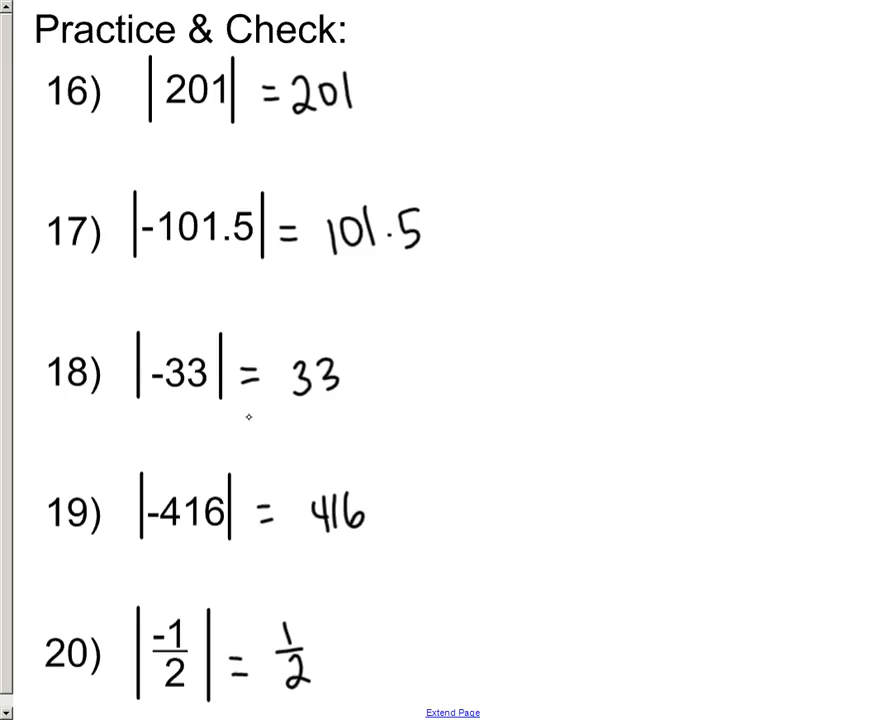 Practice & Check:
16) |201| = 201
17) |-101.5| = 101.5
18) |-33| = 33
19) |-416| = 416
20) |-1/2| = 1/2
Extend Page